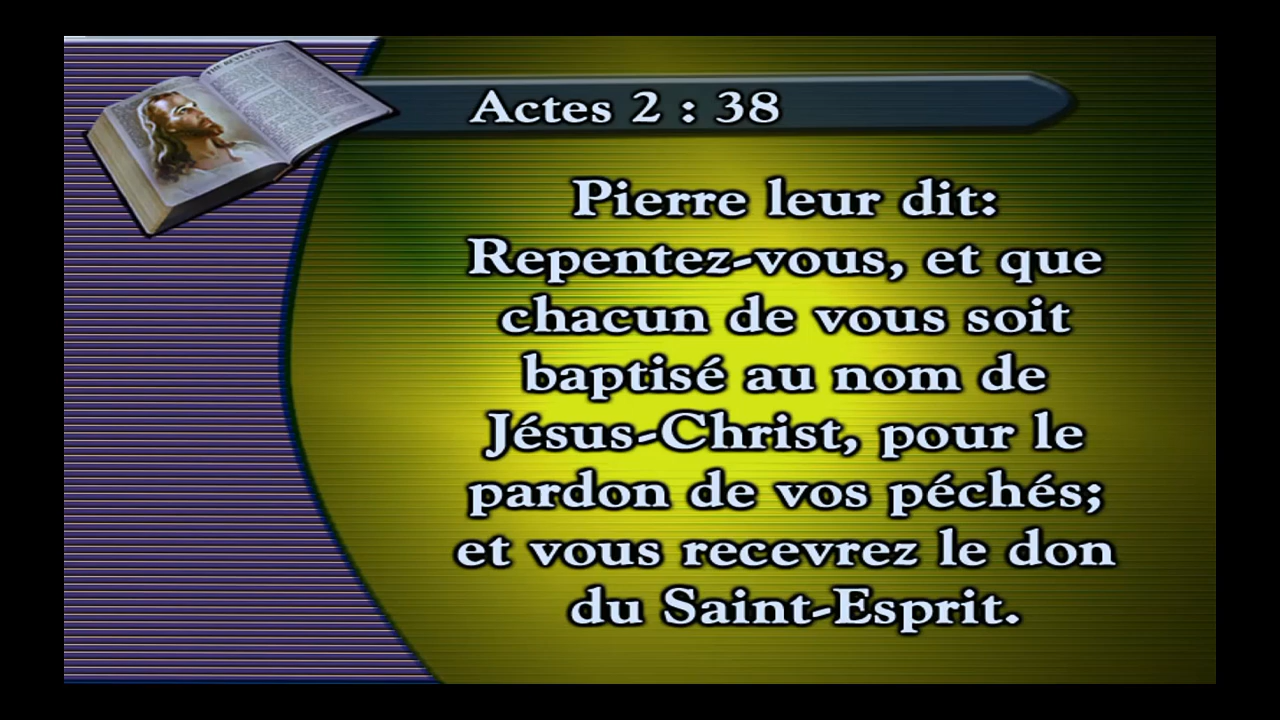 Actes 2 : 38
Pierre leur dit:
Repentez-vous, et que
chacun de vous soit
baptisé au nom de
Jésus-Christ, pour le
pardon de vos péchés;
et vous recevrez le don
du Saint-Esprit.